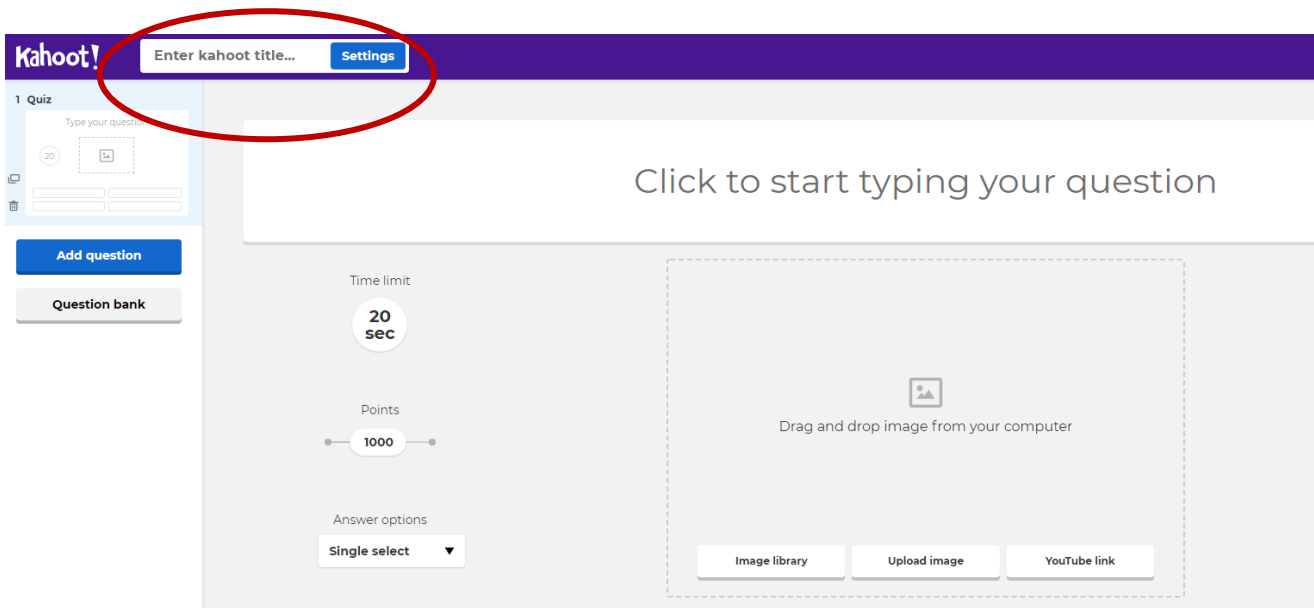 Kahoot!
Enter kahoot title...
Settings
1 Quiz
Type your question
20
Add question
Question bank
Click to start typing your question
Time limit
20
sec
Points
1000
Answer options
Single select
Drag and drop image from your computer
Image library
Upload image
YouTube link